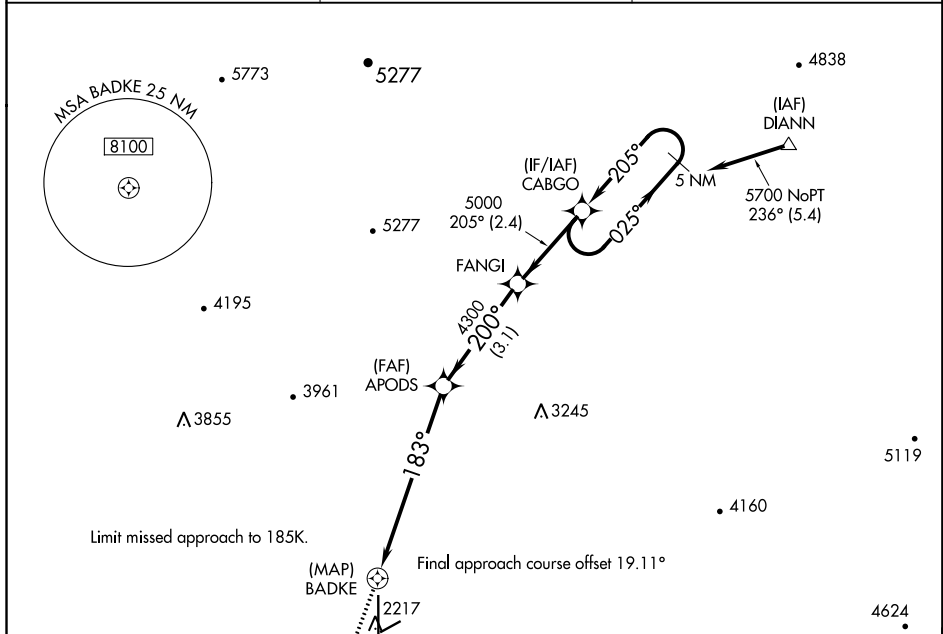 MSA BADKE 25 NM
8100
5773
5277
4838
(IAF)
DIANN
5700 NoPT
236° (5.4)
(IF/IAF)
CABGO
205°
025°
5 NM
5000
205° (2.4)
5277
FANGI
4195
4300
200°
(3.1)
(FAF)
APODS
3961
3855
3245
183°
5119
4160
Limit missed approach to 185K.
Final approach course offset 19.11°
(MAP)
BADKE
2217
4624